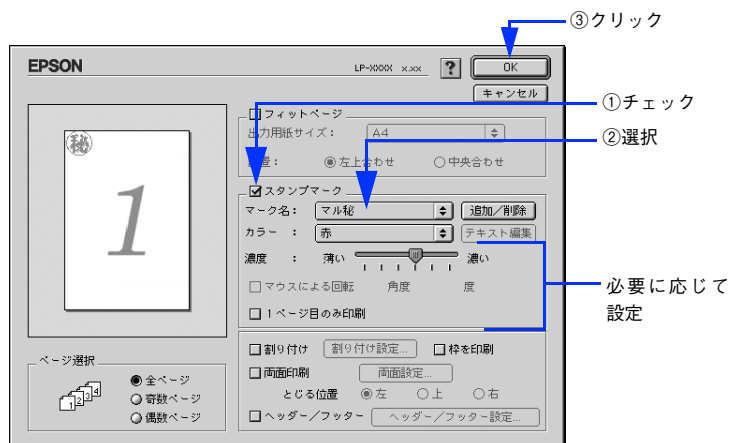 ③クリック
EPSON
LP-XXXX x.xx
?
OK
キャンセル
①チェック
②選択
フィットページ
出力用紙サイズ： A4
配置： 左上合わせ 中央合わせ
スタンプマーク
マーク名： マル秘 追加／削除
カラー ： 赤 テキスト編集
濃度 ： 薄い 濃い
マウスによる回転 角度 度
1ページ目のみ印刷
必要に応じて
設定
秘
1
割り付け 割り付け設定... 枠を印刷
両面印刷 両面設定...
とじる位置 左 上 右
ヘッダー／フッター ヘッダー／フッター設定...
ページ選択
1 2 3 4
全ページ
奇数ページ
偶数ページ